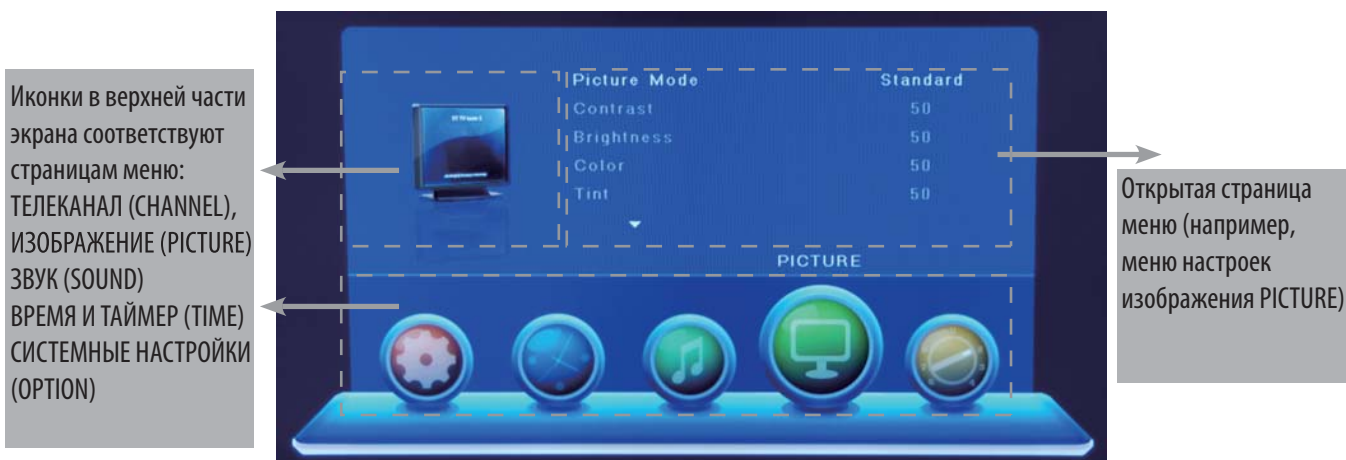 Иконки в верхней части
экрана соответствуют
страницам меню:
ТЕЛЕКАНАЛ (CHANNEL),
ИЗОБРАЖЕНИЕ (PICTURE)
ЗВУК (SOUND)
ВРЕМЯ И ТАЙМЕР (TIME)
СИСТЕМНЫЕ НАСТРОЙКИ
(OPTION)
Picture Mode Standard
Contrast 50
Brightness 50
Color 50
Tint 50
PICTURE
Открытая страница
меню (например,
меню настроек
изображения PICTURE)